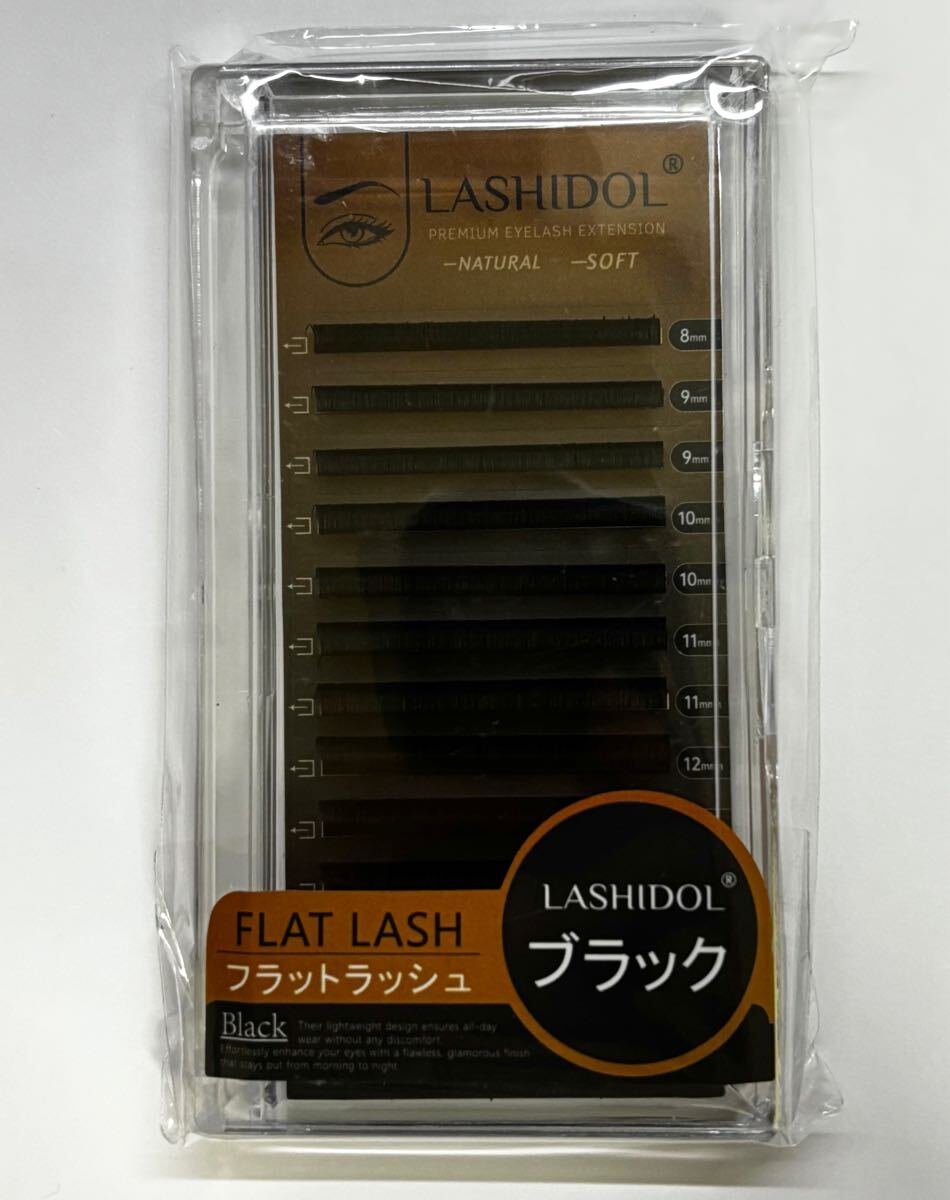 LASHIDOL®
PREMIUM EYELASH EXTENSION
—NATURAL —SOFT
8mm
9mm
9mm
10mm
10mm
11mm
11mm
12mm
LASHIDOL®
ブラック
FLAT LASH
フラットラッシュ
Black
Their lightweight design ensures all-day
wear without any discomfort.
Effortlessly enhance your eyes with a flawless, glamorous finish
that stays put from morning to night.